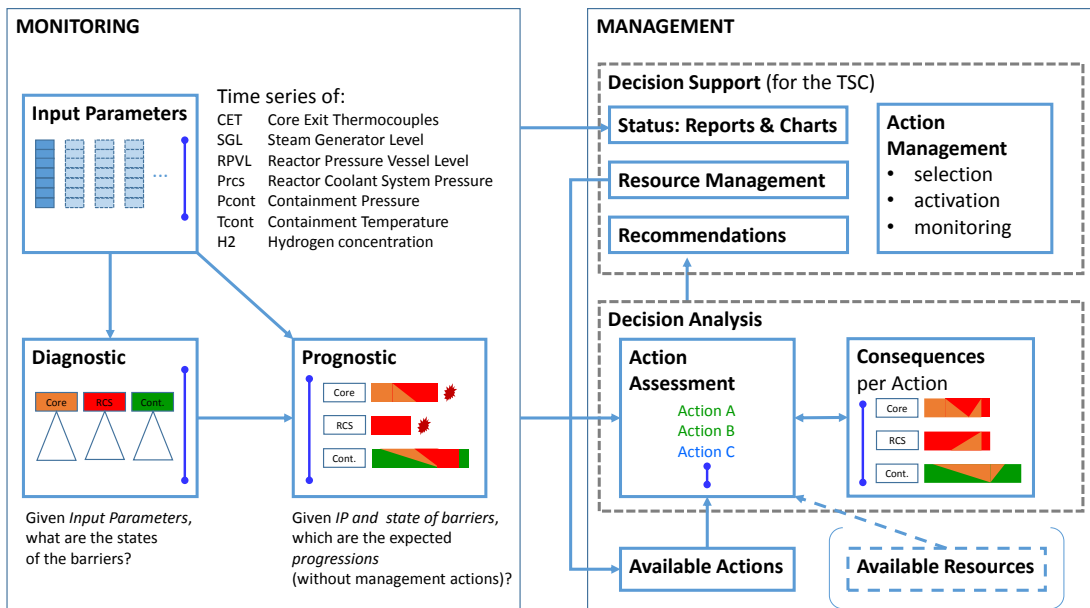 MONITORING
Input Parameters
...
Time series of:
CET Core Exit Thermocouples
SGL Steam Generator Level
RPVL Reactor Pressure Vessel Level
Prcs Reactor Coolant System Pressure
Pcont Containment Pressure
Tcont Containment Temperature
H2 Hydrogen concentration
Diagnostic
Core RCS Cont.
Given Input Parameters,
what are the states
of the barriers?
Prognostic
Core
RCS
Cont.
Given IP and state of barriers,
which are the expected
progressions
(without management actions)?
MANAGEMENT
Decision Support (for the TSC)
Status: Reports & Charts
Resource Management
Recommendations
Action
Management
• selection
• activation
• monitoring
Decision Analysis
Action
Assessment
Action A
Action B
Action C
Consequences
per Action
Core
RCS
Cont.
Available Actions
Available Resources